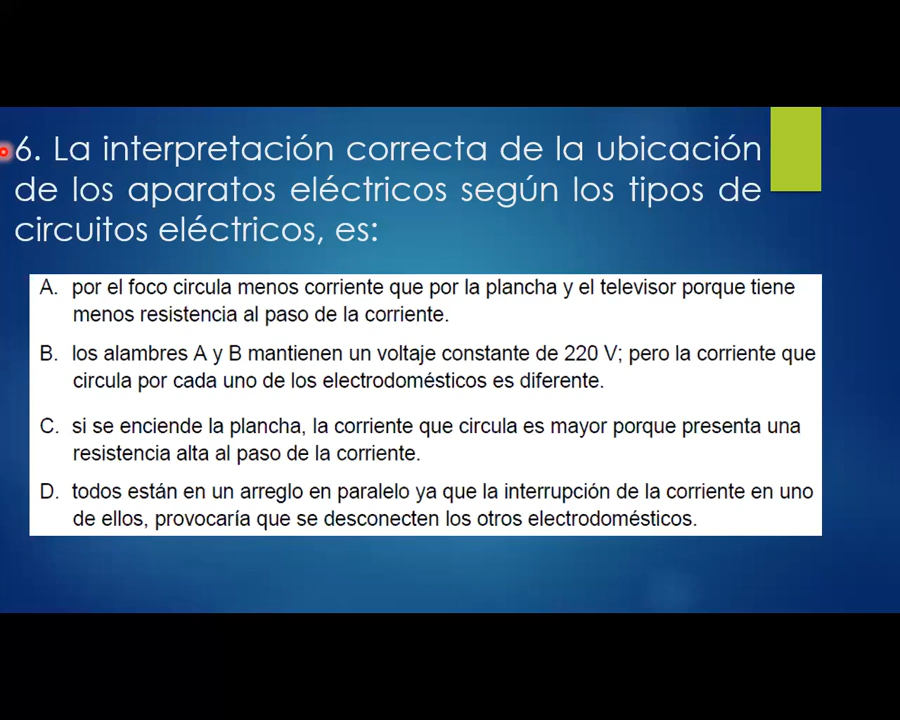 6. La interpretación correcta de la ubicación
de los aparatos eléctricos según los tipos de
circuitos eléctricos, es:
A. por el foco circula menos corriente que por la plancha y el televisor porque tiene
menos resistencia al paso de la corriente.
B. los alambres A y B mantienen un voltaje constante de 220 V; pero la corriente que
circula por cada uno de los electrodomésticos es diferente.
C. si se enciende la plancha, la corriente que circula es mayor porque presenta una
resistencia alta al paso de la corriente.
D. todos están en un arreglo en paralelo ya que la interrupción de la corriente en uno
de ellos, provocaría que se desconecten los otros electrodomésticos.